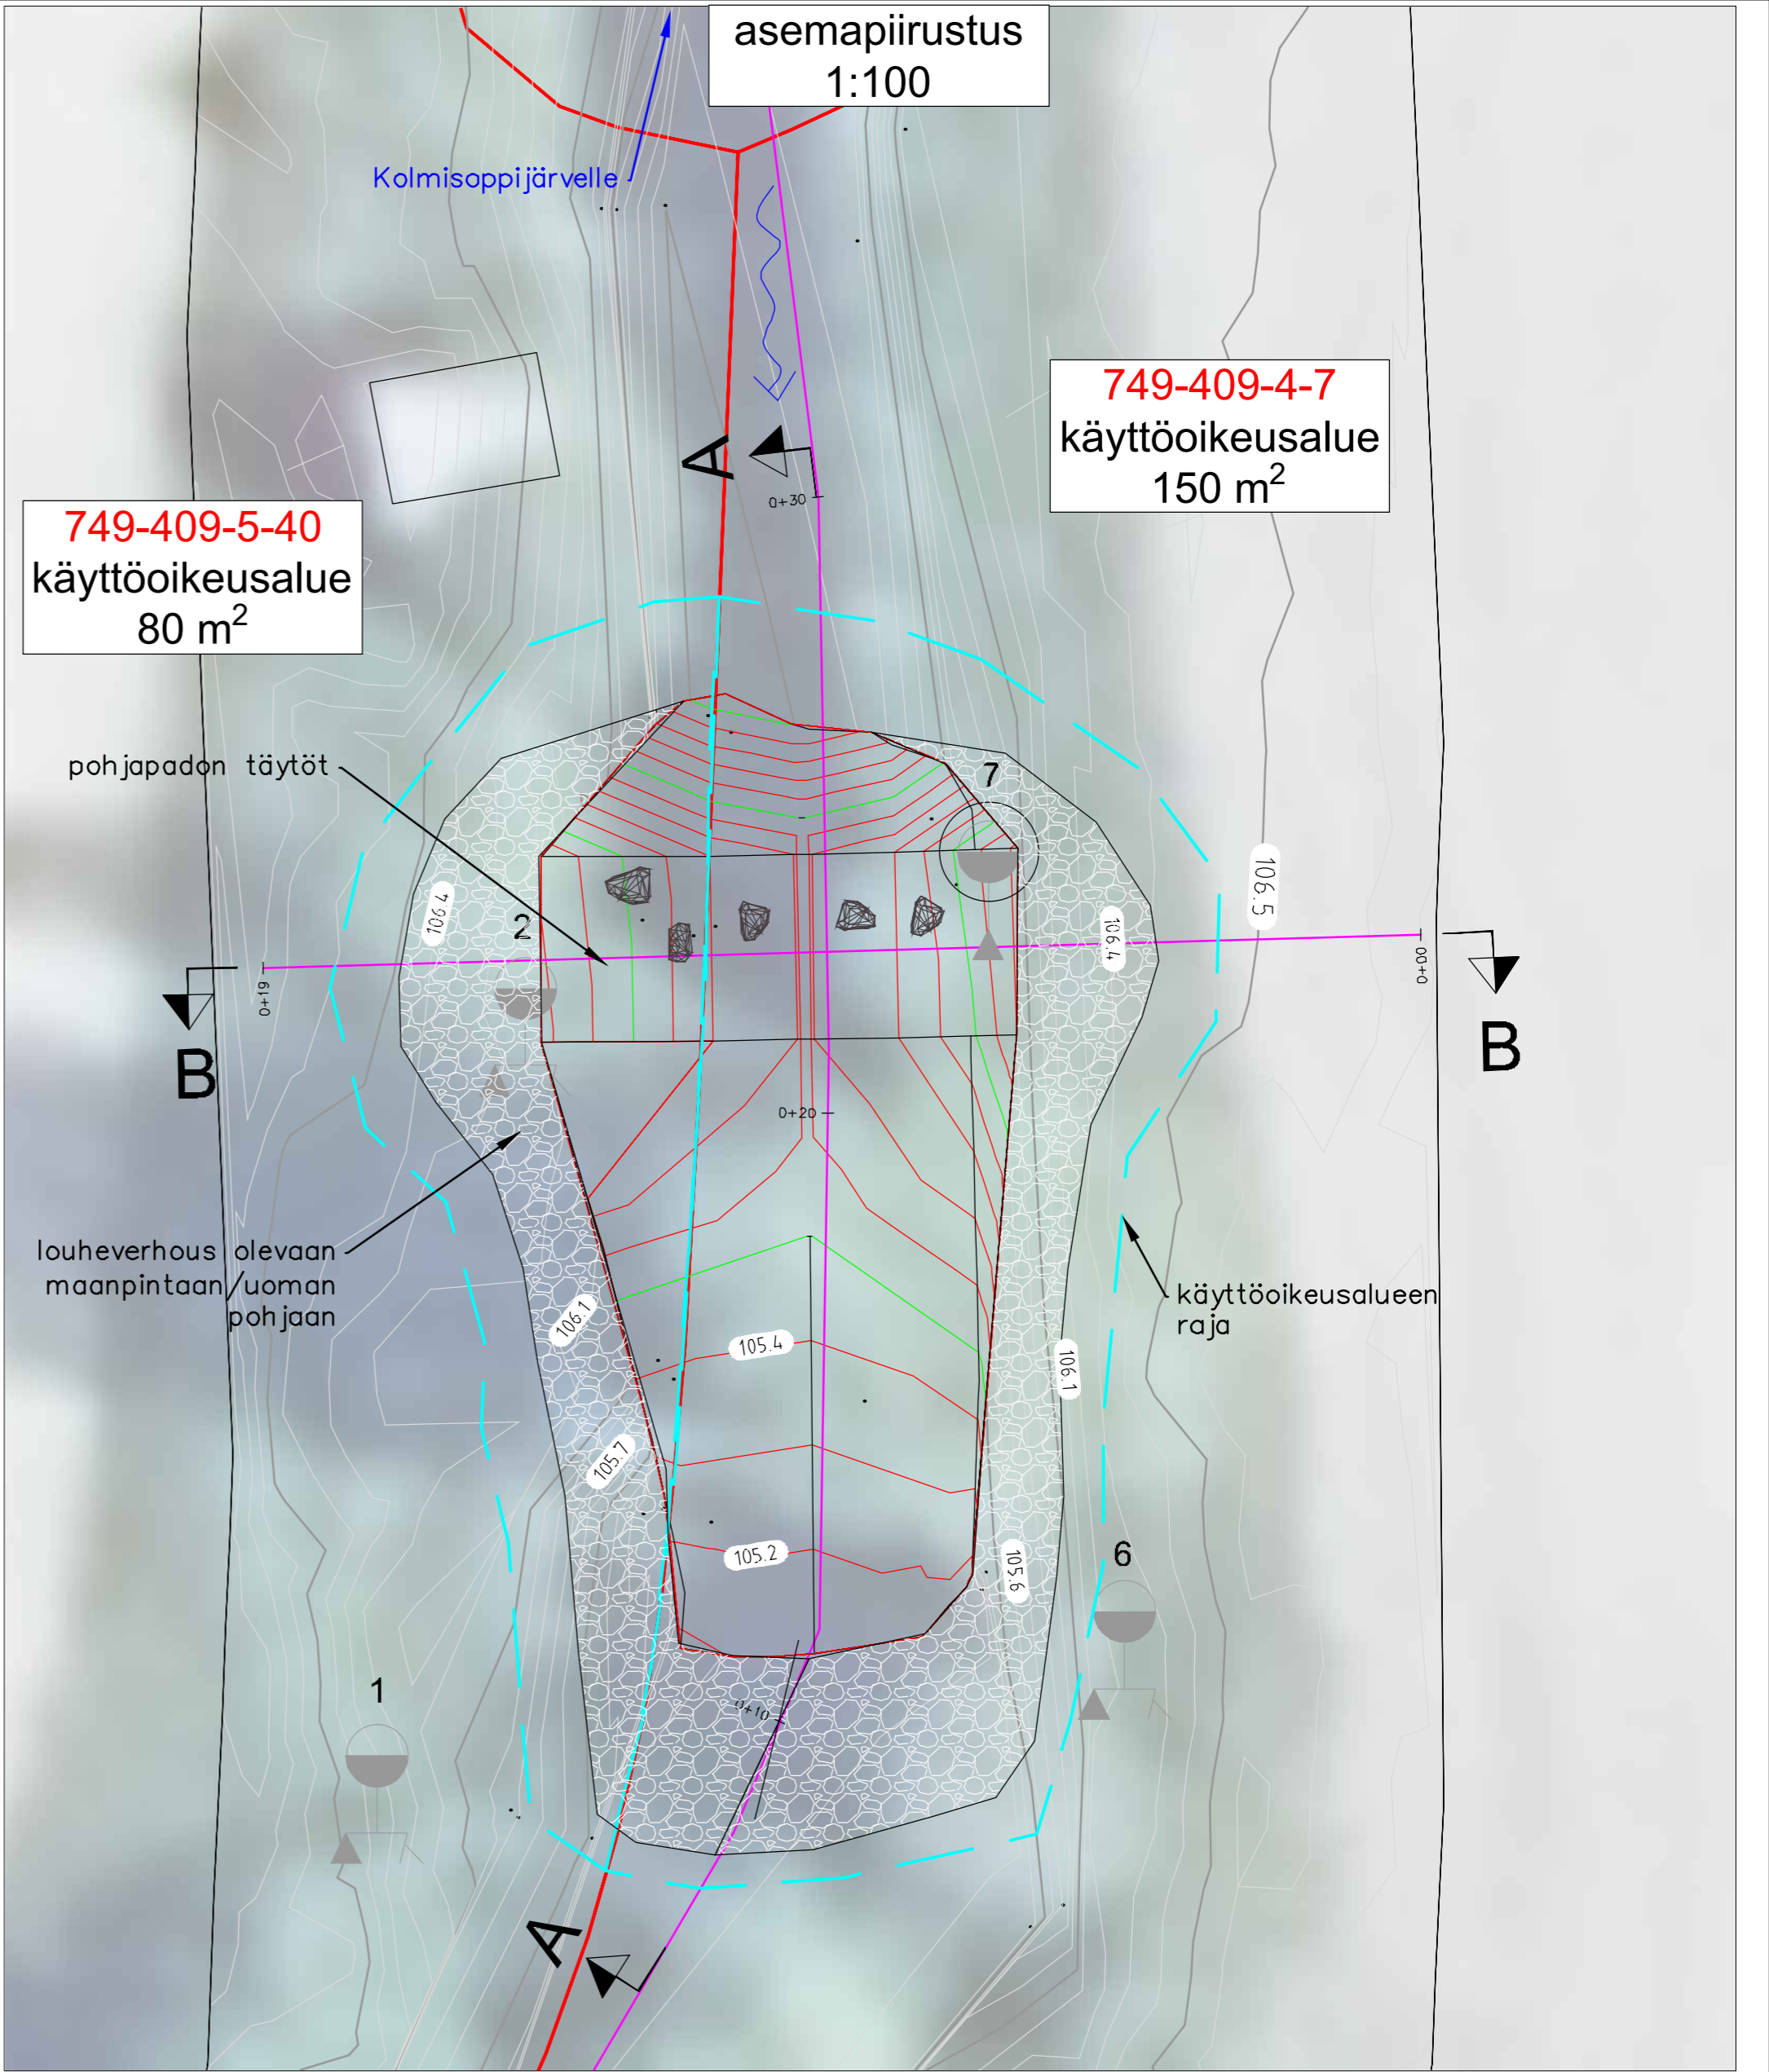 asemapiirustus
1:100
Kolmisoppijärvelle
749-409-4-7
käyttöoikeusalue
150 m²
A
0+30
749-409-5-40
käyttöoikeusalue
80 m²
pohjapadon täytöt
7
106.4
2
106.5
106.4
0+19
0+00
B
B
0+20
louheverhous olevaan
maanpintaan/uoman
pohjaan
käyttöoikeusalueen
raja
106.1
105.4
106.1
105.7
105.2
105.6
6
1
0+10
A